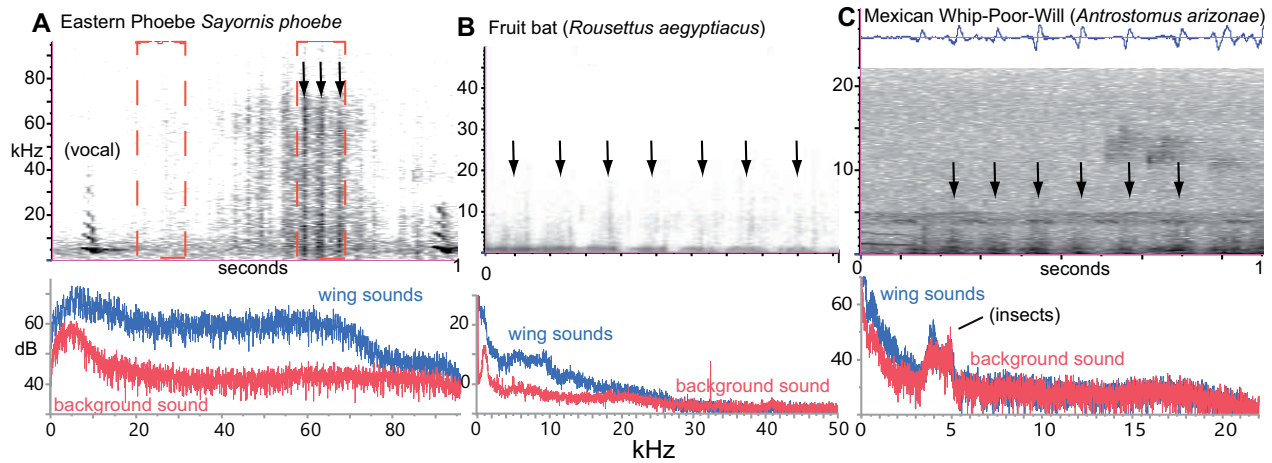 A Eastern Phoebe Sayornis phoebe
80
60
kHz
40
20
(vocal)
seconds
1
wing sounds
60
dB
40
background sound
0
20
40
60
80
B Fruit bat (Rousettus aegyptiacus)
40
30
20
10
0
1
20
wing sounds
background sound
0
10
20
30
40
50
kHz
C Mexican Whip-Poor-Will (Antrostomus arizonae)
20
10
0
0
seconds
1
60
wing sounds
(insects)
40
background sound
0
5
10
15
20